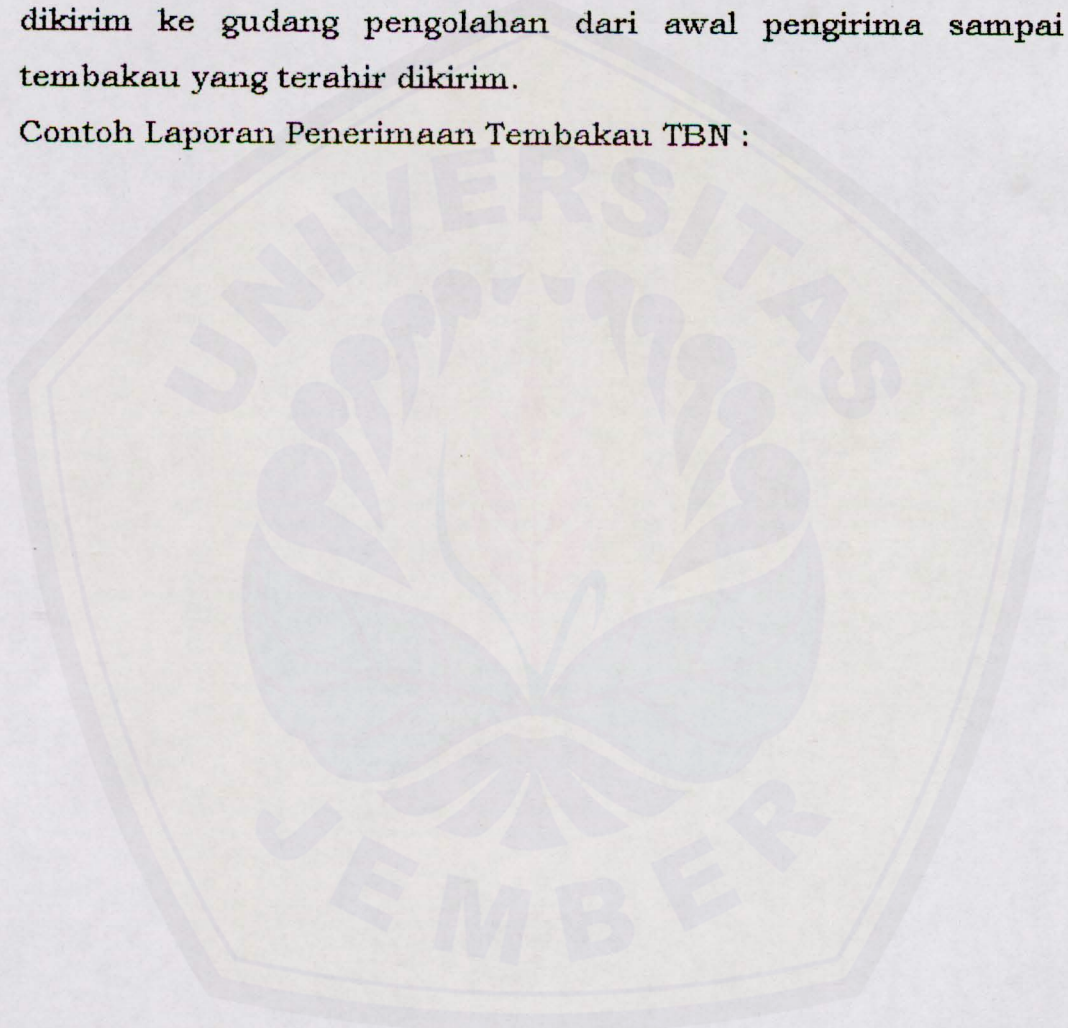 dikirim ke gudang pengolahan dari awal pengirima sampai
tembakau yang terahir dikirim.
Contoh Laporan Penerimaan Tembakau TBN :
UNIVERSITAS
JEMBER